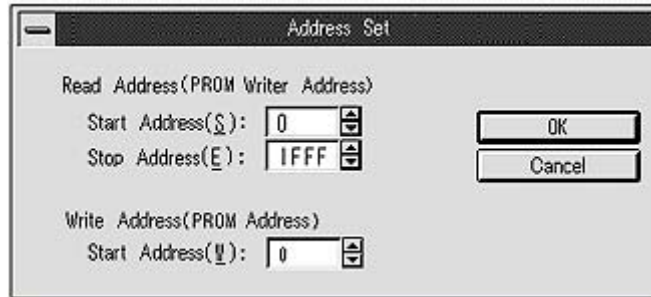 Address Set
Read Address(PROM Writer Address)
Start Address(S): 0
OK
Stop Address(E): 1FFF
Cancel
Write Address(PROM Address)
Start Address(W): 0